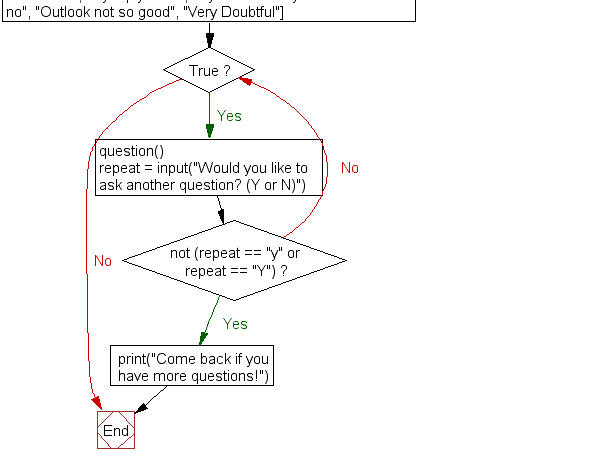 no", "Outlook not so good", "Very Doubtful"]
True ?
Yes
question()
repeat = input("Would you like to
ask another question? (Y or N)")
No
not (repeat == "y" or
repeat == "Y") ?
No
Yes
print("Come back if you
have more questions!")
End